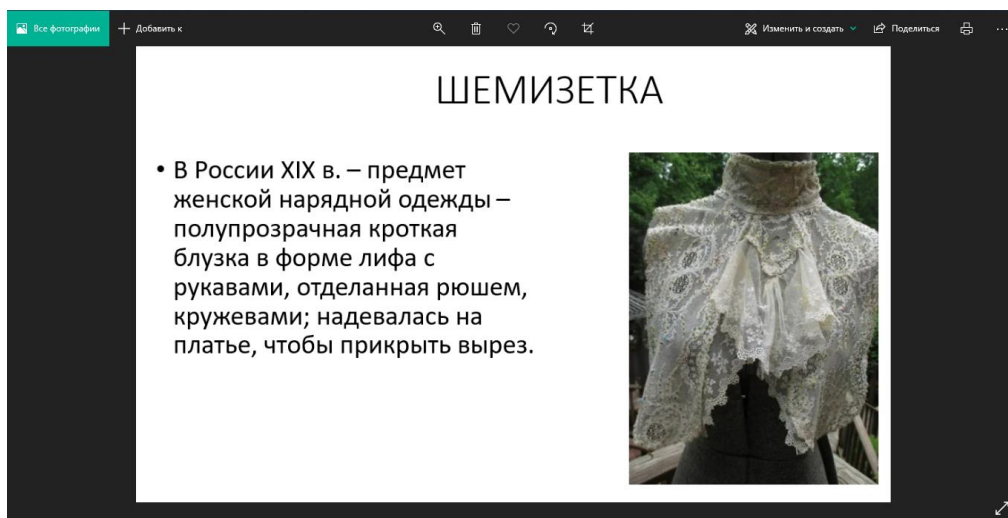 Все фотографии
Добавить к
Изменить и создать
Поделиться
ШЕМИЗЕТКА
• В России XIX в. – предмет
женской нарядной одежды –
полупрозрачная кроткая
блузка в форме лифа с
рукавами, отделанная рюшем,
кружевами; надевалась на
платье, чтобы прикрыть вырез.